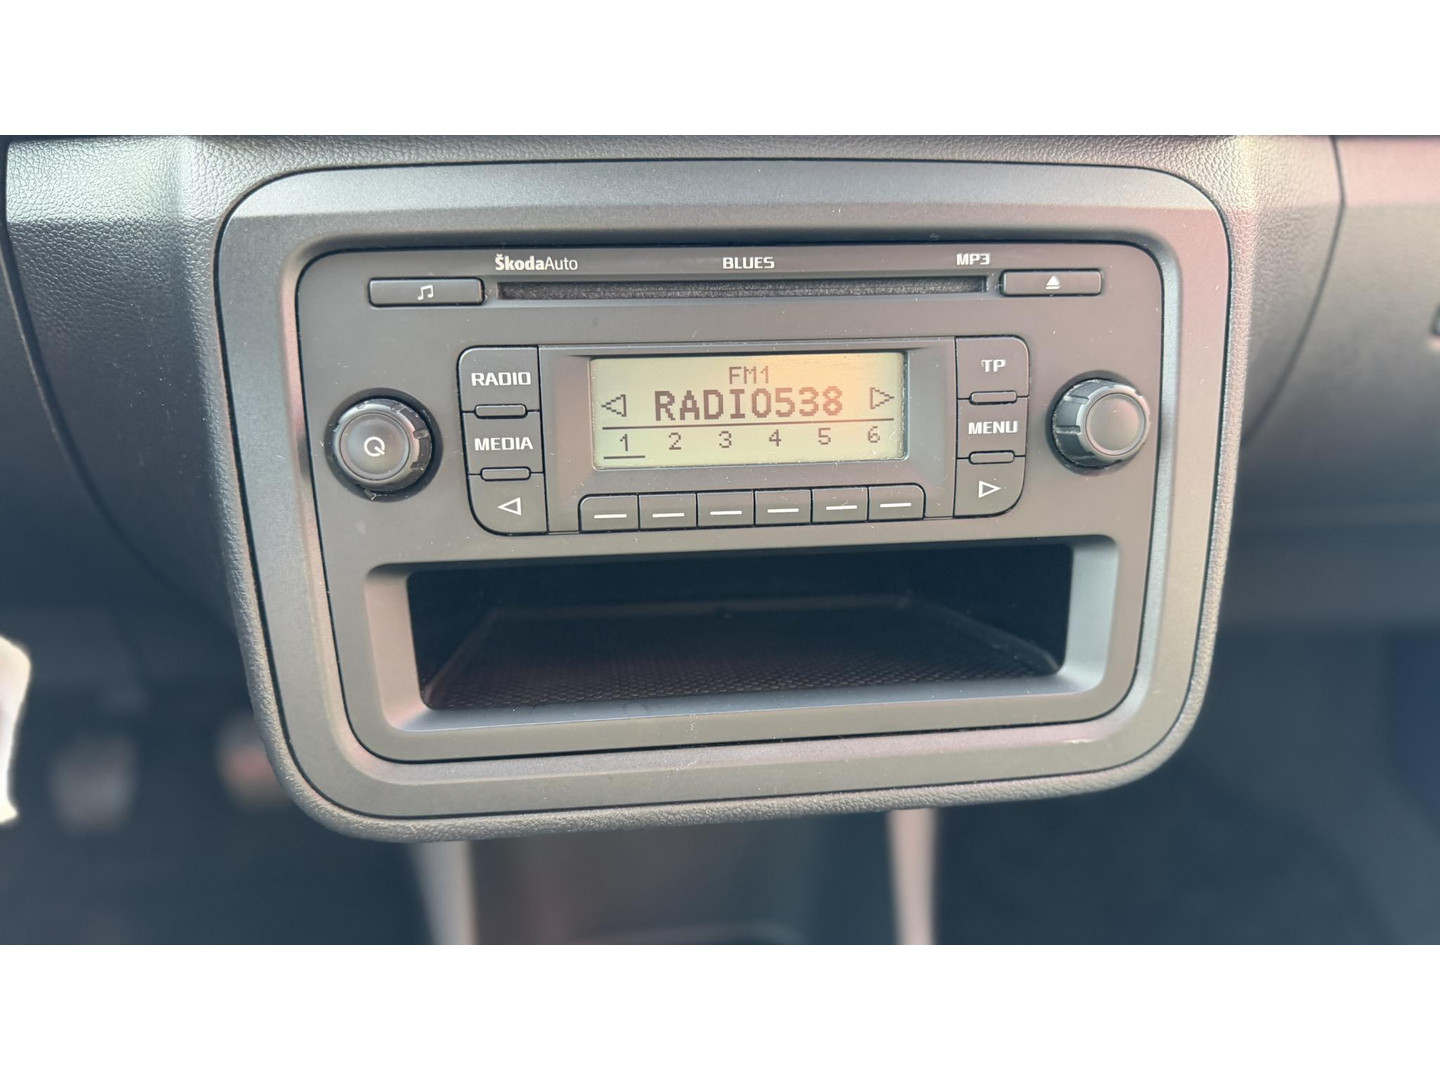 ŠkodaAuto
BLUES
MP3
RADIO
MEDIA
FM1
RADIO538
1 2 3 4 5 6
TP
MENU